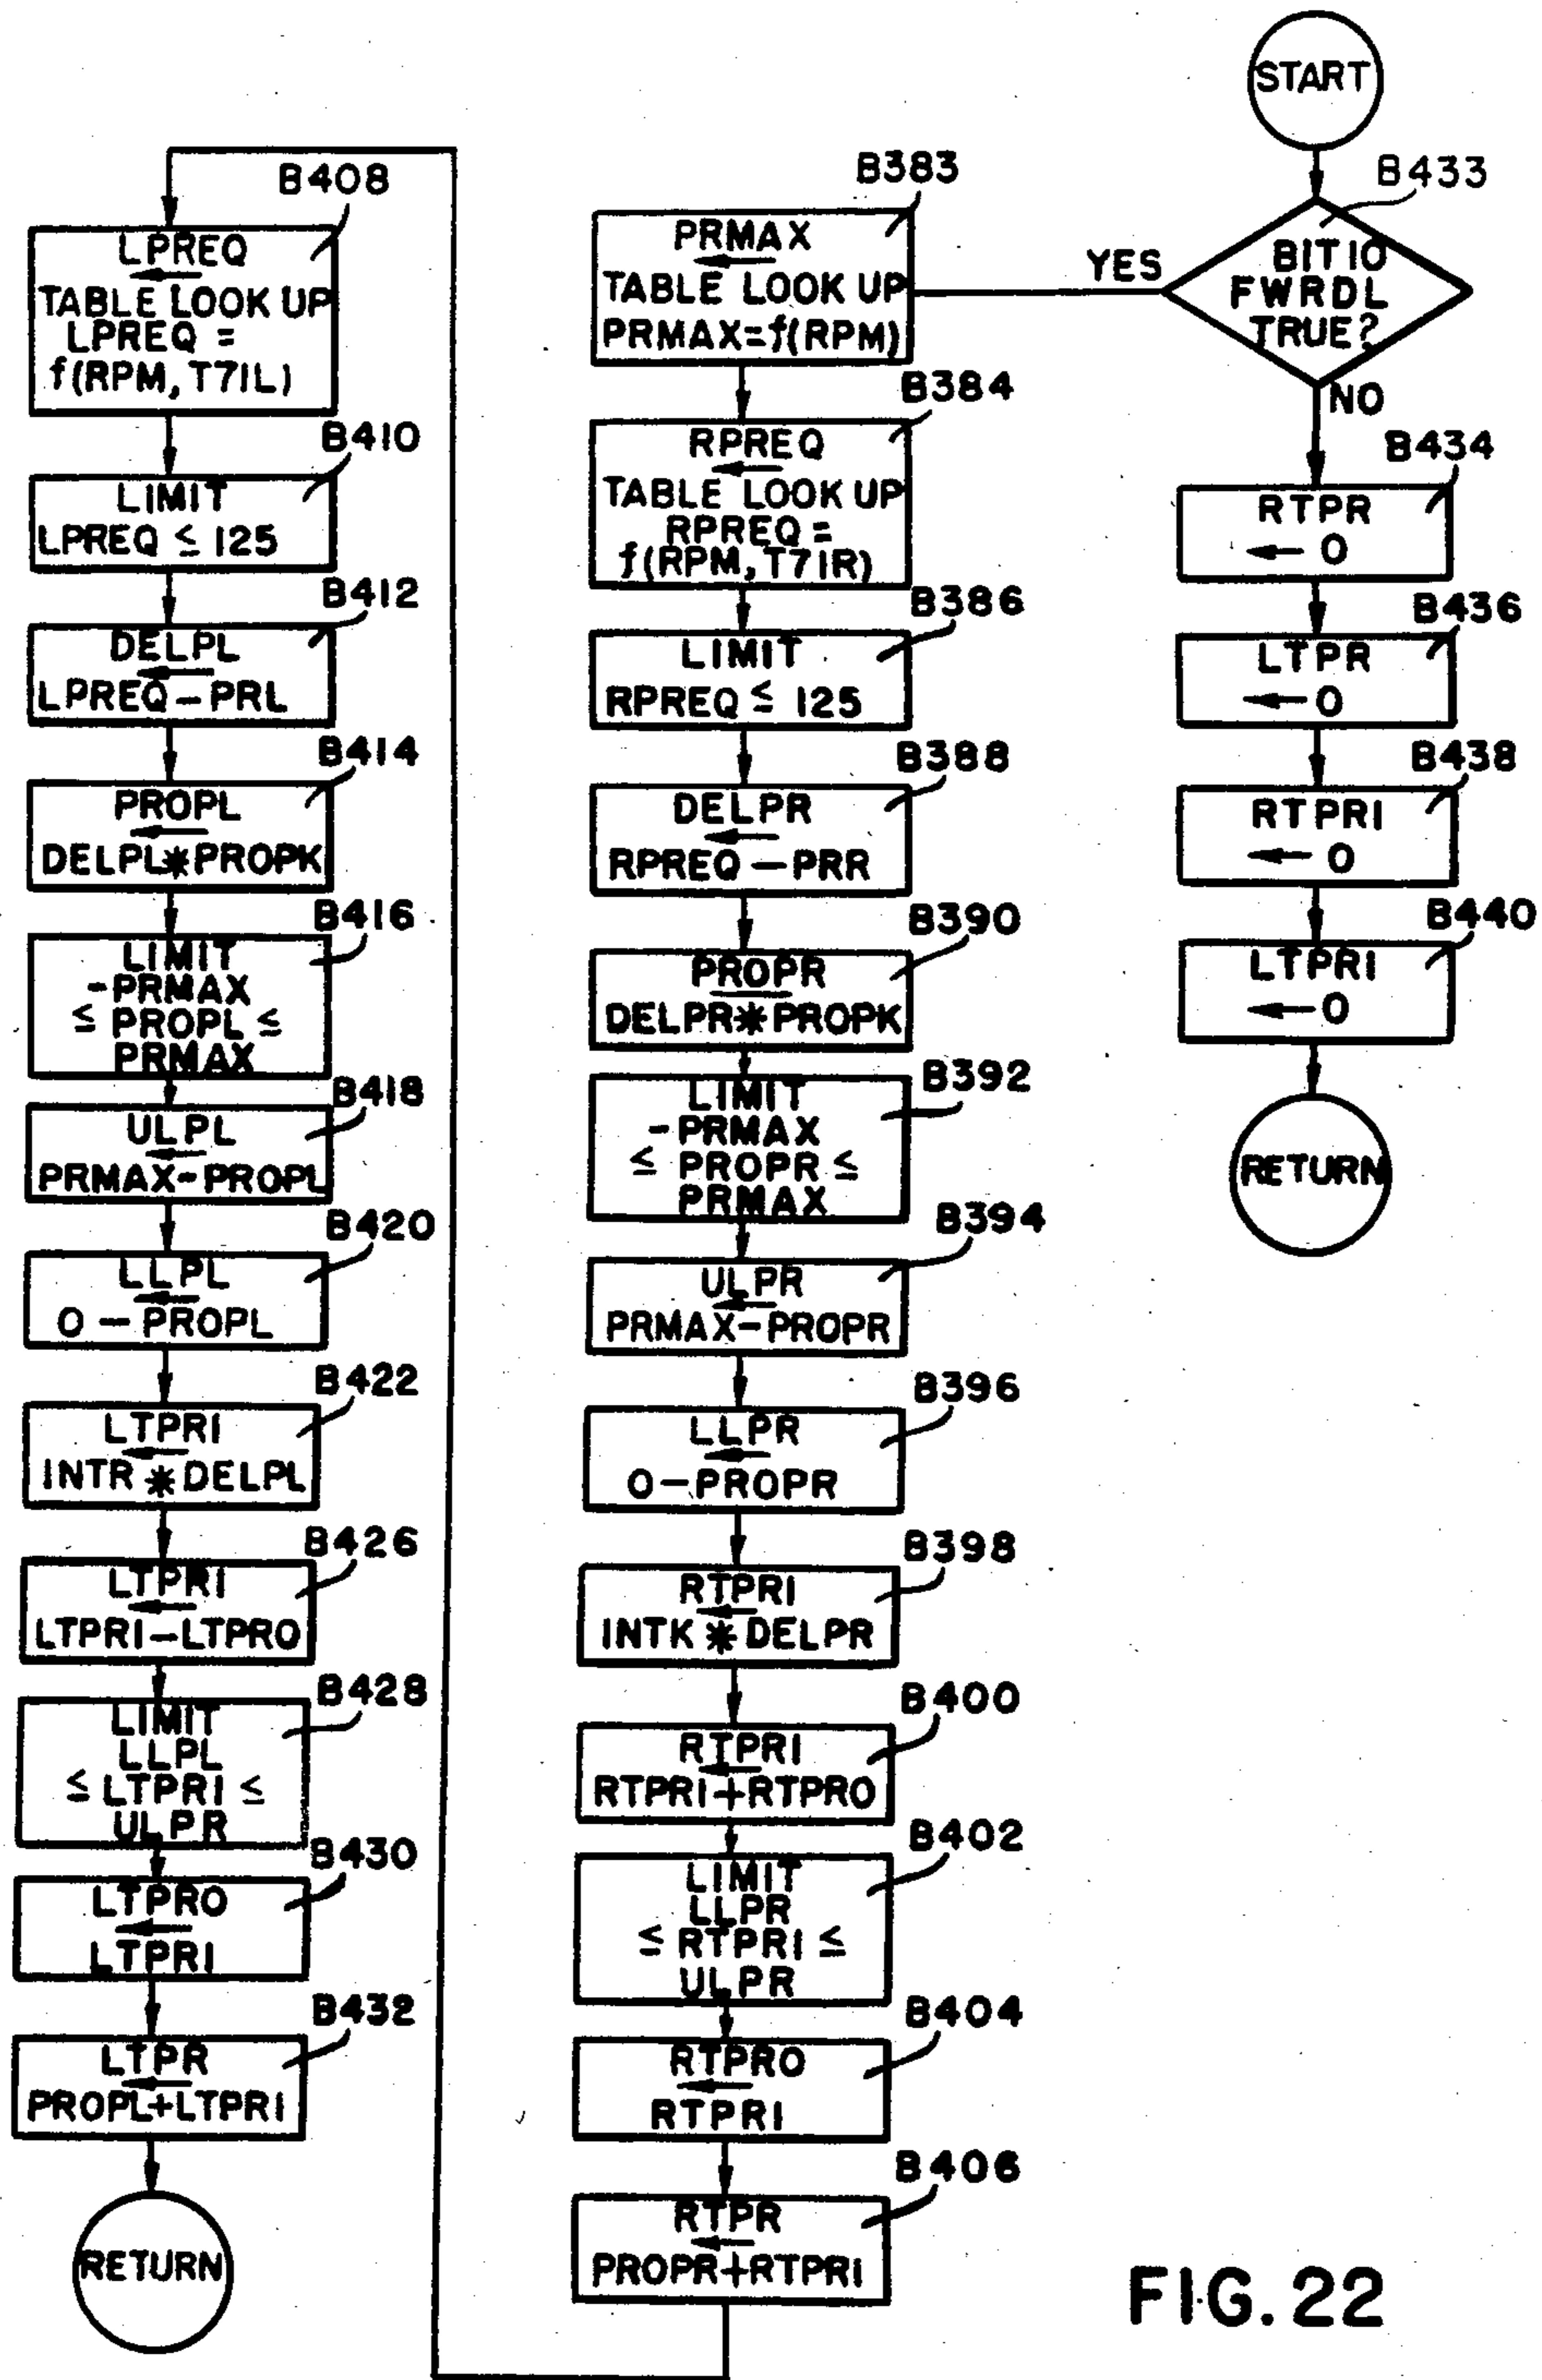 START
B433
BIT 10
FWRDL
TRUE?
YES
NO
B434
RTPR
← 0
B436
LTPR
← 0
B438
RTPRI
← 0
B440
LTPRI
← 0
RETURN
B383
PRMAX
←
TABLE LOOK UP
PRMAX=f(RPM)
B384
RPREQ
←
TABLE LOOK UP
RPREQ =
f(RPM, T71R)
B386
LIMIT
RPREQ ≤ 125
B388
DELPR
←
RPREQ - PRR
B390
PROPR
DELPR*PROPK
B392
LIMIT
-PRMAX
≤ PROPR ≤
PRMAX
B394
ULPR
←
PRMAX-PROPR
B396
LLPR
←
0-PROPR
B398
RTPRI
←
INTK * DELPR
B400
RTPRI
←
RTPRI+RTPRO
B402
LIMIT
LLPR
≤ RTPRI ≤
ULPR
B404
RTPRO
←
RTPRI
B406
RTPR
←
PROPR+RTPRI
B408
LPREQ
←
TABLE LOOK UP
LPREQ =
f(RPM, T71L)
B410
LIMIT
LPREQ ≤ 125
B412
DELPL
←
LPREQ-PRL
B414
PROPL
←
DELPL*PROPK
B416
LIMIT
-PRMAX
≤ PROPL ≤
PRMAX
B418
ULPL
←
PRMAX-PROPL
B420
LLPL
←
0-PROPL
B422
LTPRI
←
INTR * DELPL
B426
LTPRI
←
LTPRI-LTPRO
B428
LIMIT
LLPL
≤ LTPRI ≤
ULPR
B430
LTPRO
←
LTPRI
B432
LTPR
←
PROPL+LTPRI
RETURN
FIG. 22